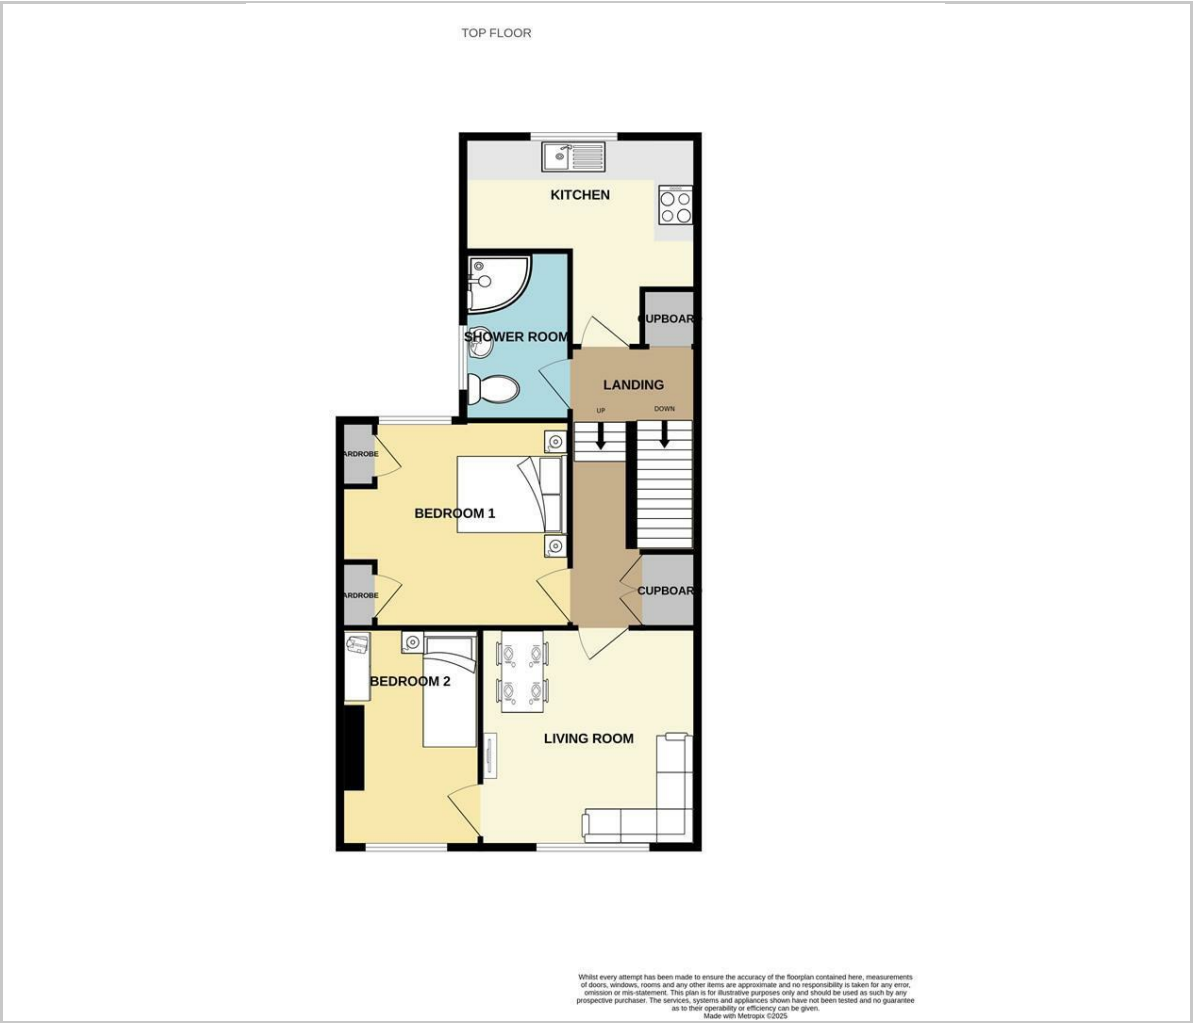 TOP FLOOR
KITCHEN
CUPBOARD
SHOWER ROOM
LANDING
UP
DOWN
ARDROBE
BEDROOM 1
ARDROBE
CUPBOARD
BEDROOM 2
LIVING ROOM
Whilst every attempt has been made to ensure the accuracy of the floorplan contained here, measurements
of doors, windows, rooms and any other items are approximate and no responsibility is taken for any error,
omission or mis-statement. This plan is for illustrative purposes only and should be used as such by any
prospective purchaser. The services, systems and appliances shown have not been tested and no guarantee
as to their operability or efficiency can be given.
Made with Metropix ©2025